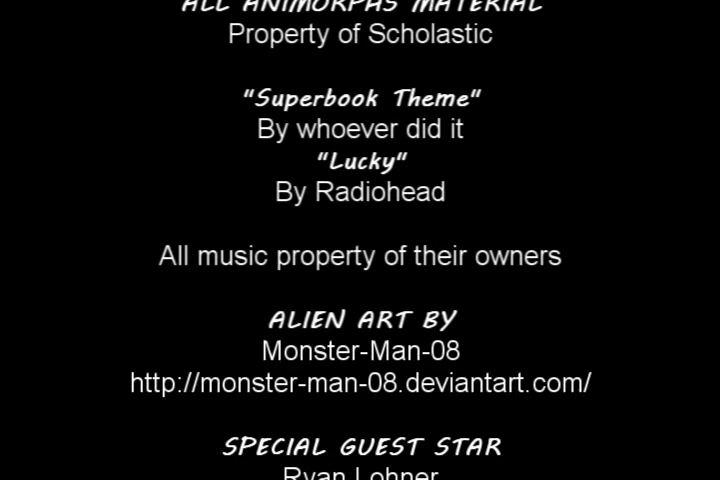 ALL ANIMORPHS MATERIAL
Property of Scholastic
"Superbook Theme"
By whoever did it
"Lucky"
By Radiohead
All music property of their owners
ALIEN ART BY
Monster-Man-08
http://monster-man-08.deviantart.com/
SPECIAL GUEST STAR
Ryan Lohner